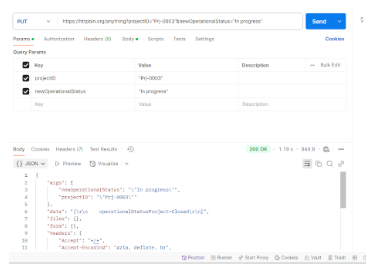 PUT https://httpbin.org/anything?projectID="Prj-0003"&newOperationalStatus="In progress" Send
Params Authorization Headers (8) Body Scripts Tests Settings Cookies
Query Params
Key Value Description Bulk Edit
projectID "Prj-0003"
newOperationalStatus "In progress"
Key Value Description
Body Cookies Headers (7) Test Results 200 OK 1.19 s
{} JSON Preview Visualize
1 {
2 "args": {
3 "newOperationalStatus": "\"In progress\"",
4 "projectID": "\"Prj-0003\""
5 },
6 "data": "{\r\n operationalStatusProject=Closed\r\n}",
7 "files": {},
8 "form": {},
9 "headers": {
10 "Accept": "*/*",
11 "Accept-Encoding": "gzip, deflate, br",
Postbot Runner Start Proxy Cookies Vault Trash